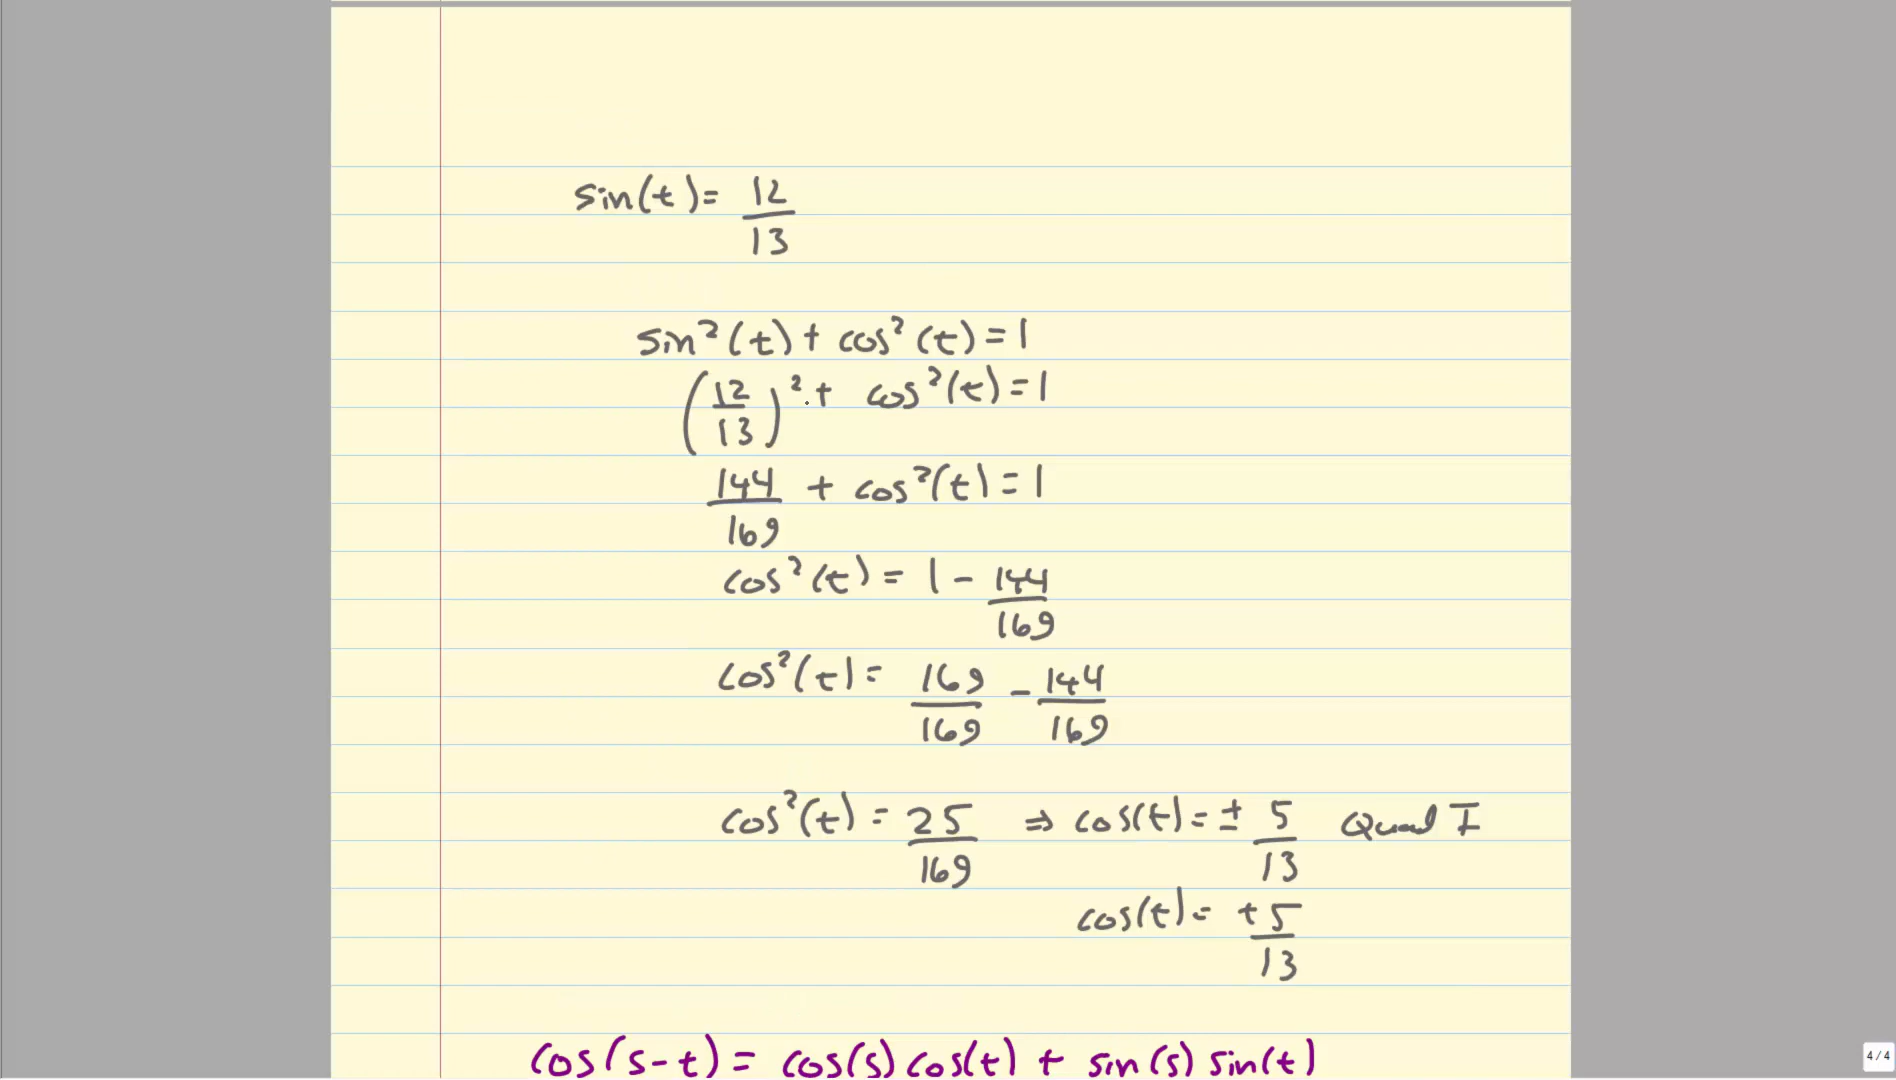 sin(t) = 12/13
sin²(t) + cos²(t) = 1
(12/13)² + cos²(t) = 1
144/169 + cos²(t) = 1
cos²(t) = 1 - 144/169
cos²(t) = 169/169 - 144/169
cos²(t) = 25/169 ⇒ cos(t) = ± 5/13 Quad I
cos(t) = +5/13
cos(s-t) = cos(s) cos(t) + sin(s) sin(t)
4/4